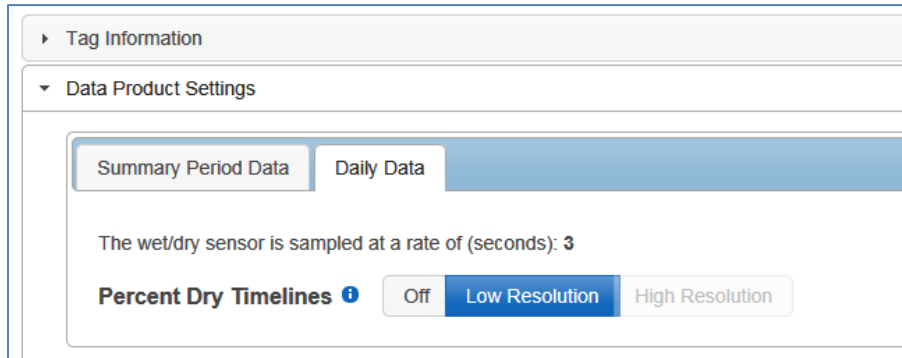 Tag Information
Data Product Settings
Summary Period Data Daily Data
The wet/dry sensor is sampled at a rate of (seconds): 3
Percent Dry Timelines i Off Low Resolution High Resolution